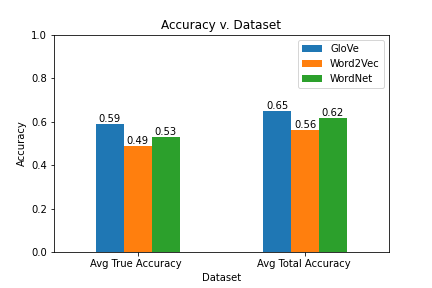 Accuracy v. Dataset
1.0
0.8
0.6
0.4
0.2
0.0
Accuracy
GloVe
Word2Vec
WordNet
0.59
0.49
0.53
0.65
0.56
0.62
Avg True Accuracy
Avg Total Accuracy
Dataset